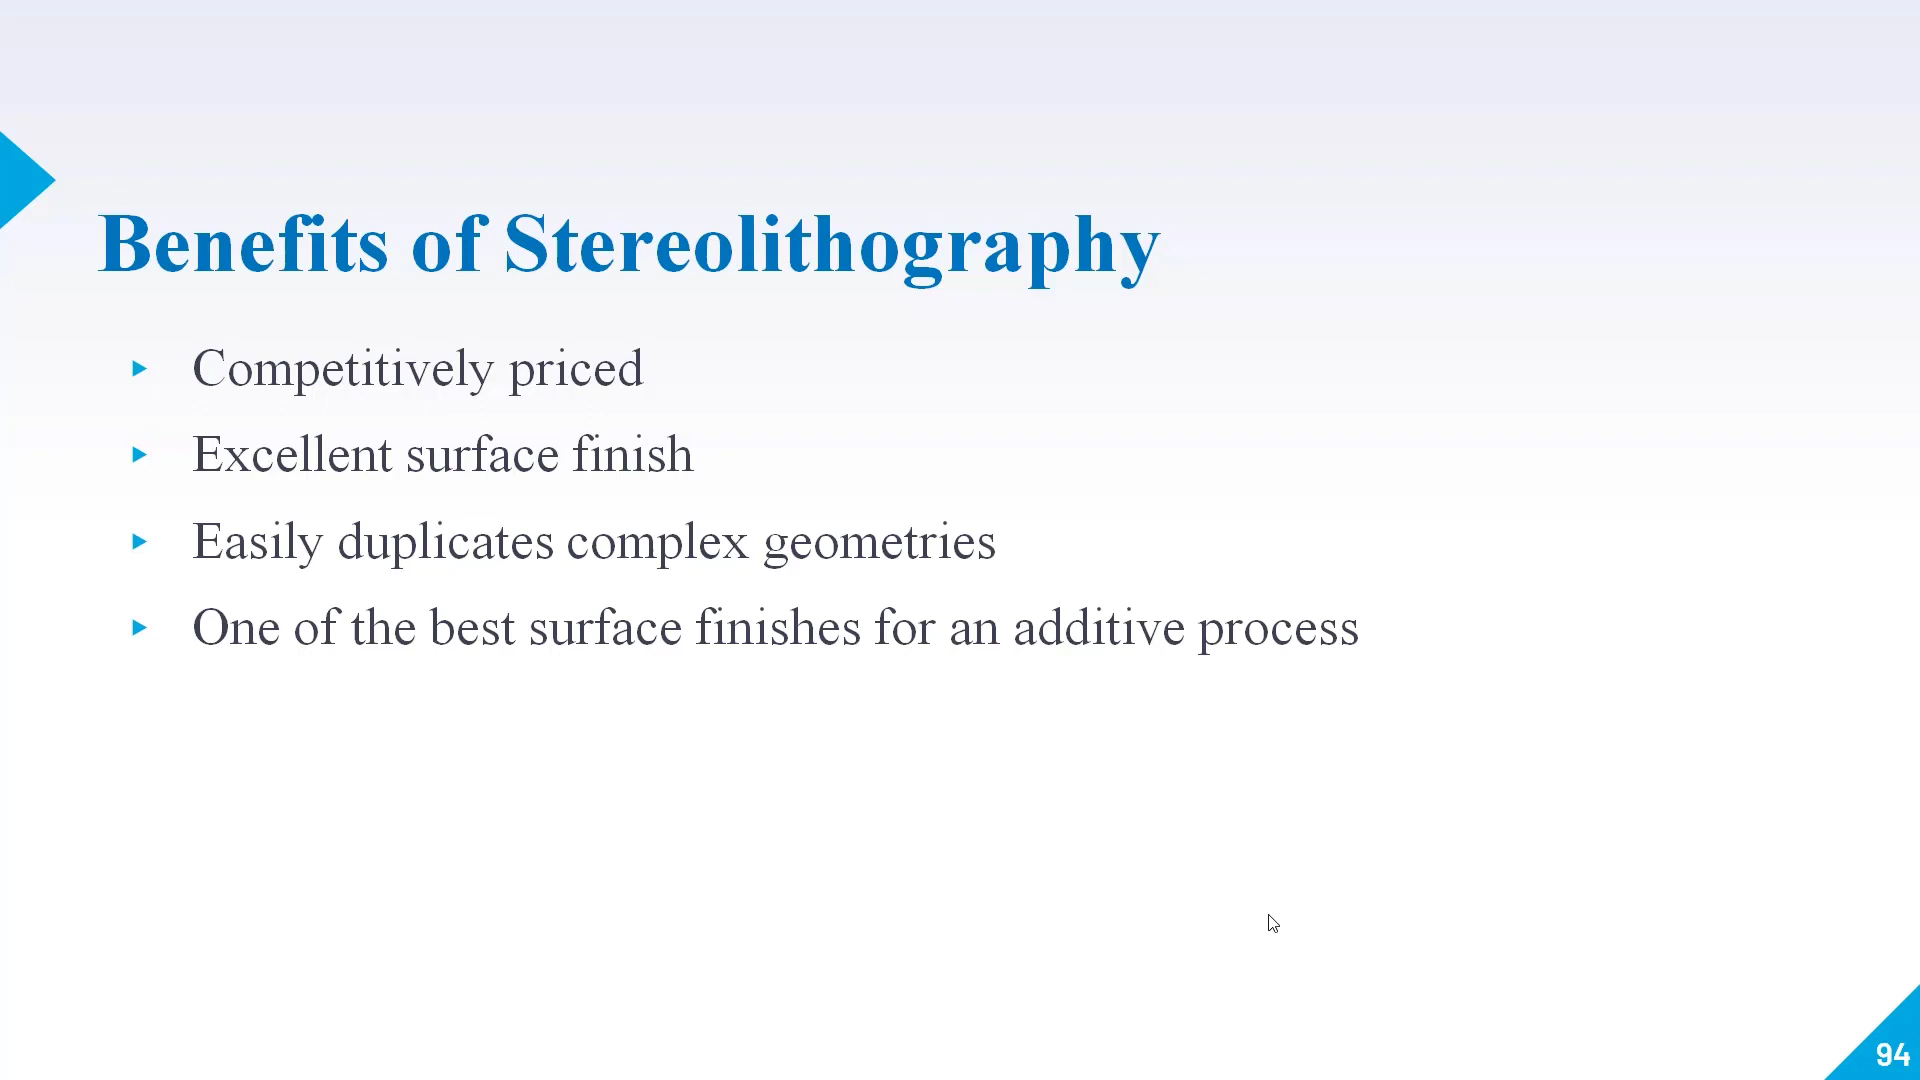 Benefits of Stereolithography
▸ Competitively priced
▸ Excellent surface finish
▸ Easily duplicates complex geometries
▸ One of the best surface finishes for an additive process
94